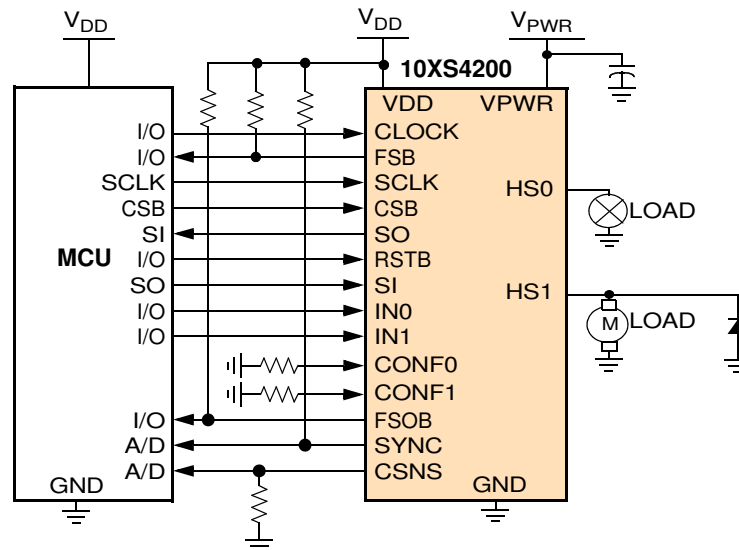 VDD
VDD
VPWR
10XS4200
VDD VPWR
I/O CLOCK
I/O FSB
SCLK SCLK
HS0
CSB CSB
LOAD
SI SO
MCU
I/O RSTB
SO SI
HS1
I/O IN0
M LOAD
I/O IN1
CONF0
CONF1
I/O FSOB
A/D SYNC
A/D CSNS
GND GND